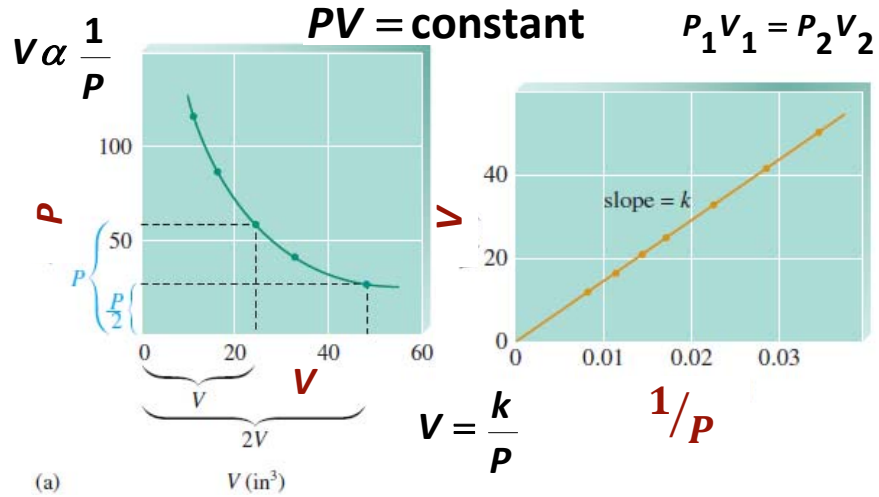 PV = constant
P₁V₁ = P₂V₂
V α 1/P
100
50
P
P
P/2
0 20 40 60
V
V
2V
(a) V (in³)
V
40
20
0
slope = k
0 0.01 0.02 0.03
V = k/P
1/P